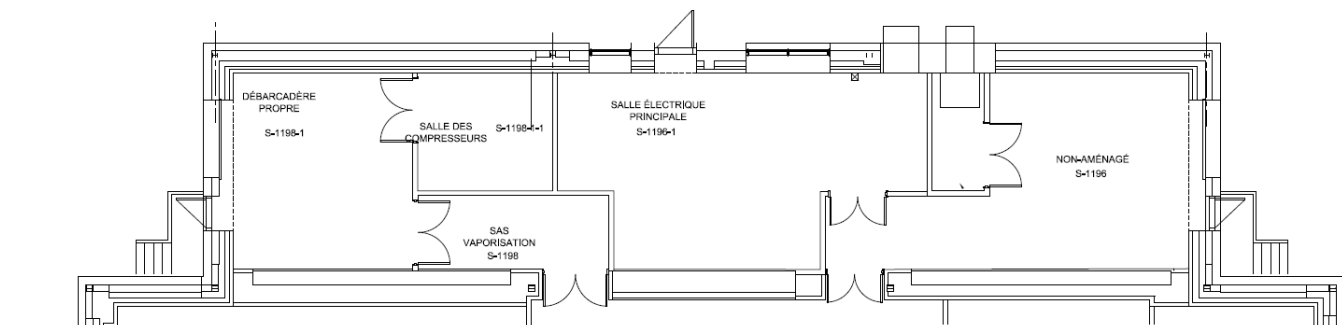 DÉBARCADÈRE
PROPRE
S-1198-1
SALLE DES
COMPRESSEURS
S-1198-1-1
SALLE ÉLECTRIQUE
PRINCIPALE
S-1196-1
NON-AMÉNAGÉ
S-1196
SAS
VAPORISATION
S-1198